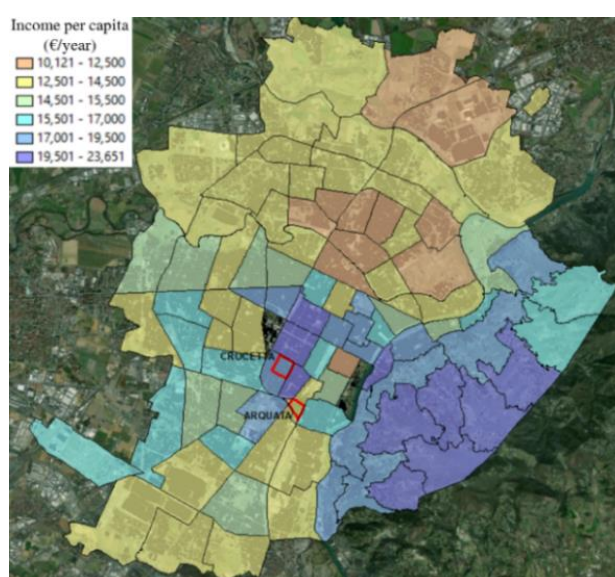 Income per capita
(€/year)
10,121 - 12,500
12,501 - 14,500
14,501 - 15,500
15,501 - 17,000
17,001 - 19,500
19,501 - 23,651
CROCETTA
ARQUATA